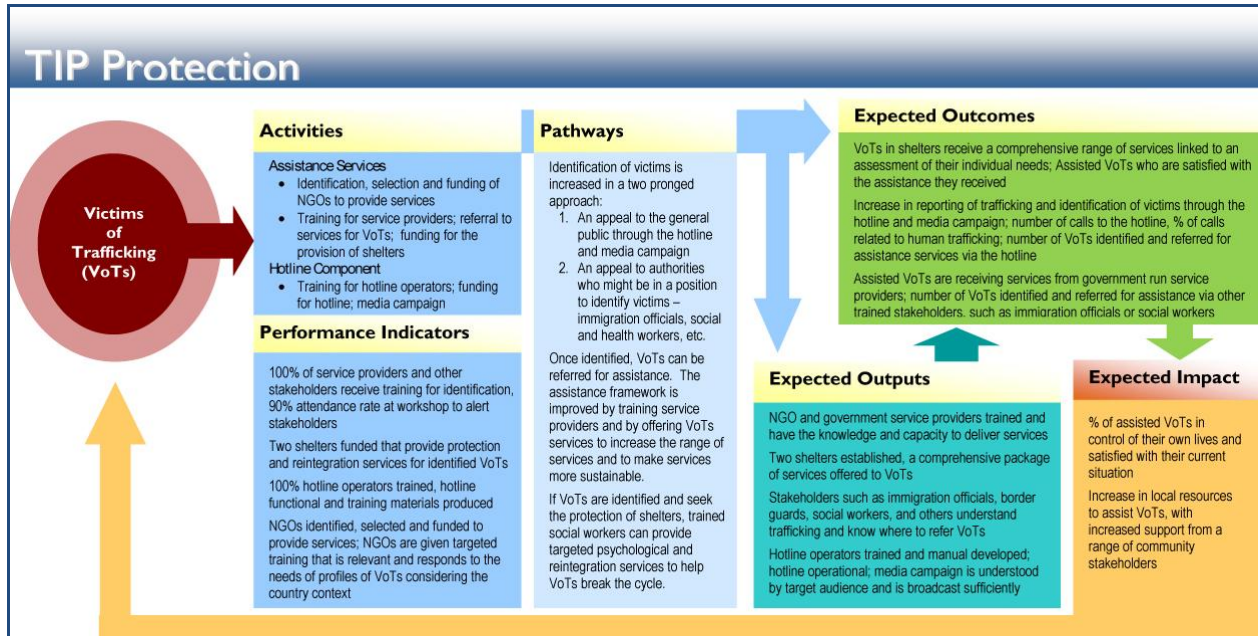 TIP Protection
Victims
of
Trafficking
(VoTs)
Activities
Assistance Services
• Identification, selection and funding of
NGOs to provide services
• Training for service providers; referral to
services for VoTs; funding for the
provision of shelters
Hotline Component
• Training for hotline operators; funding
for hotline; media campaign
Performance Indicators
100% of service providers and other
stakeholders receive training for identification,
90% attendance rate at workshop to alert
stakeholders
Two shelters funded that provide protection
and reintegration services for identified VoTs
100% hotline operators trained, hotline
functional and training materials produced
NGOs identified, selected and funded to
provide services; NGOs are given targeted
training that is relevant and responds to the
needs of profiles of VoTs considering the
country context
Pathways
Identification of victims is
increased in a two pronged
approach:
1. An appeal to the general
public through the hotline
and media campaign
2. An appeal to authorities
who might be in a position
to identify victims –
immigration officials, social
and health workers, etc.
Once identified, VoTs can be
referred for assistance. The
assistance framework is
improved by training service
providers and by offering VoTs
services to increase the range of
services and to make services
more sustainable.
If VoTs are identified and seek
the protection of shelters, trained
social workers can provide
targeted psychological and
reintegration services to help
VoTs break the cycle.
Expected Outcomes
VoTs in shelters receive a comprehensive range of services linked to an
assessment of their individual needs; Assisted VoTs who are satisfied with
the assistance they received
Increase in reporting of trafficking and identification of victims through the
hotline and media campaign; number of calls to the hotline, % of calls
related to human trafficking; number of VoTs identified and referred for
assistance services via the hotline
Assisted VoTs are receiving services from government run service
providers; number of VoTs identified and referred for assistance via other
trained stakeholders, such as immigration officials or social workers
Expected Outputs
NGO and government service providers trained and
have the knowledge and capacity to deliver services
Two shelters established, a comprehensive package
of services offered to VoTs
Stakeholders such as immigration officials, border
guards, social workers, and others understand
trafficking and know where to refer VoTs
Hotline operators trained and manual developed;
hotline operational; media campaign is understood
by target audience and is broadcast sufficiently
Expected Impact
% of assisted VoTs in
control of their own lives and
satisfied with their current
situation
Increase in local resources
to assist VoTs, with
increased support from a
range of community
stakeholders